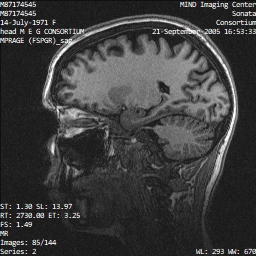 M87174545
M87174545
14-July-1971 F
head M E G CONSORTIUM
MPRAGE (FSPGR)_sag
MIND Imaging Center
Sonata
Consortium
21-September-2005 16:53:33
ST: 1.30 SL: 13.97
RT: 2730.00 ET: 3.25
FS: 1.49
MR
Images: 85/144
Series: 2
WL: 293 WW: 670